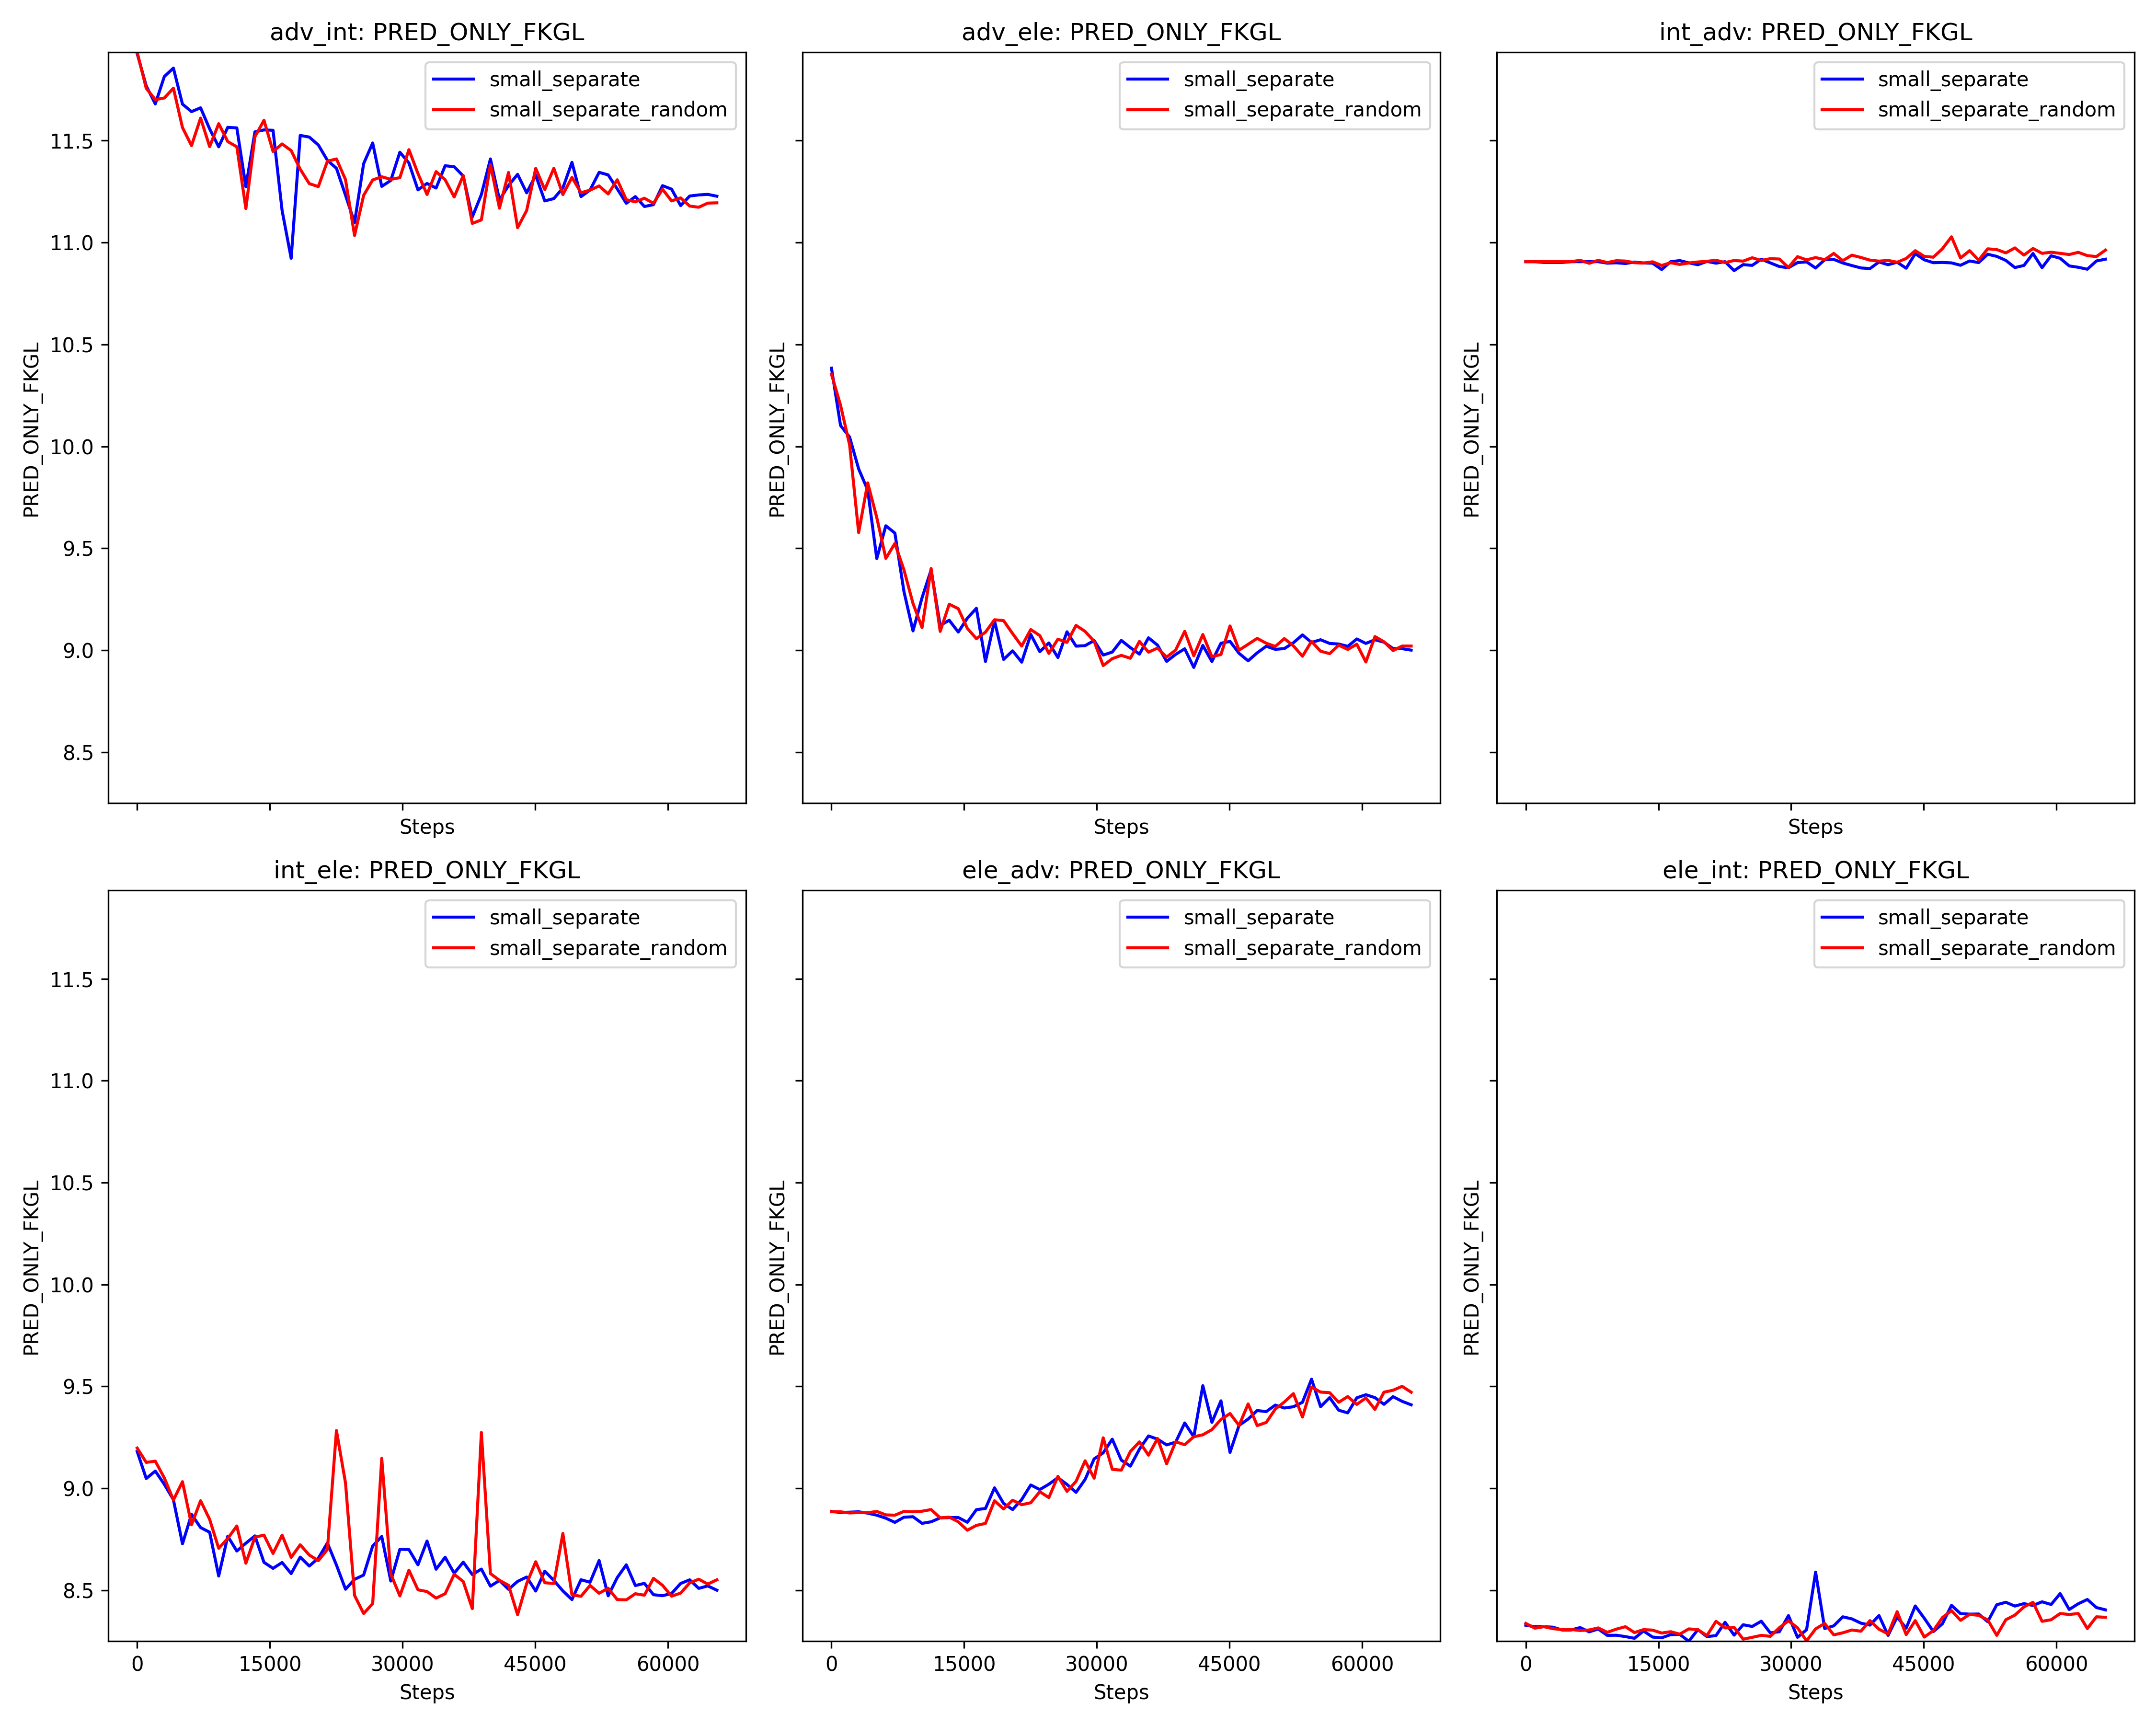 adv_int: PRED_ONLY_FKGL
PRED_ONLY_FKGL
11.5
11.0
10.5
10.0
9.5
9.0
8.5
small_separate
small_separate_random
Steps
adv_ele: PRED_ONLY_FKGL
PRED_ONLY_FKGL
small_separate
small_separate_random
Steps
int_adv: PRED_ONLY_FKGL
PRED_ONLY_FKGL
small_separate
small_separate_random
Steps
int_ele: PRED_ONLY_FKGL
PRED_ONLY_FKGL
11.5
11.0
10.5
10.0
9.5
9.0
8.5
small_separate
small_separate_random
0 15000 30000 45000 60000
Steps
ele_adv: PRED_ONLY_FKGL
PRED_ONLY_FKGL
small_separate
small_separate_random
0 15000 30000 45000 60000
Steps
ele_int: PRED_ONLY_FKGL
PRED_ONLY_FKGL
small_separate
small_separate_random
0 15000 30000 45000 60000
Steps